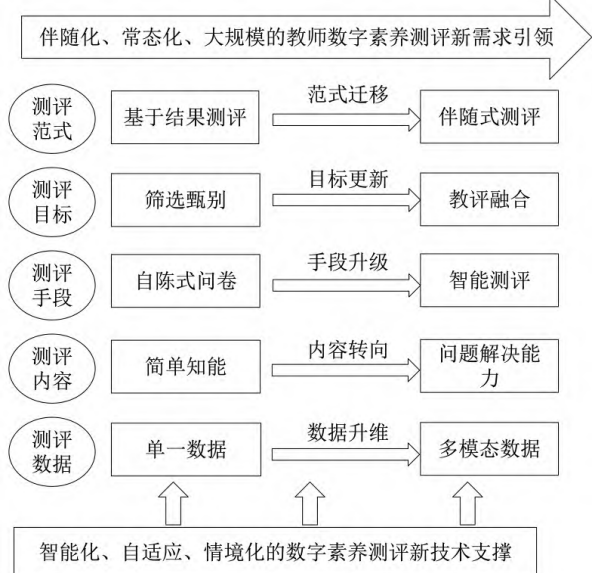 伴随化、常态化、大规模的教师数字素养测评新需求引领
测评
范式
基于结果测评
范式迁移
伴随式测评
测评
目标
筛选甄别
目标更新
教评融合
测评
手段
自陈式问卷
手段升级
智能测评
测评
内容
简单知能
内容转向
问题解决能
力
测评
数据
单一数据
数据升维
多模态数据
智能化、自适应、情境化的数字素养测评新技术支撑